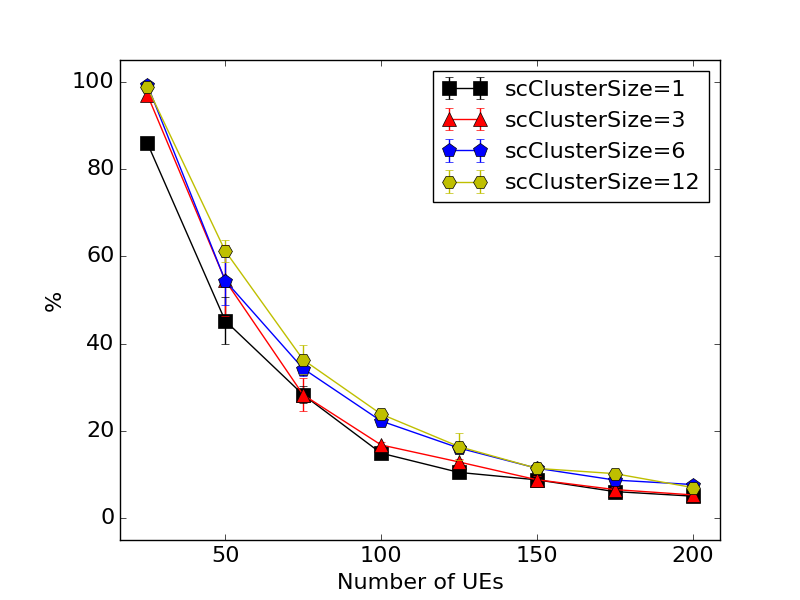 100
80
60
40
20
0
%
scClusterSize=1
scClusterSize=3
scClusterSize=6
scClusterSize=12
50 100 150 200
Number of UEs